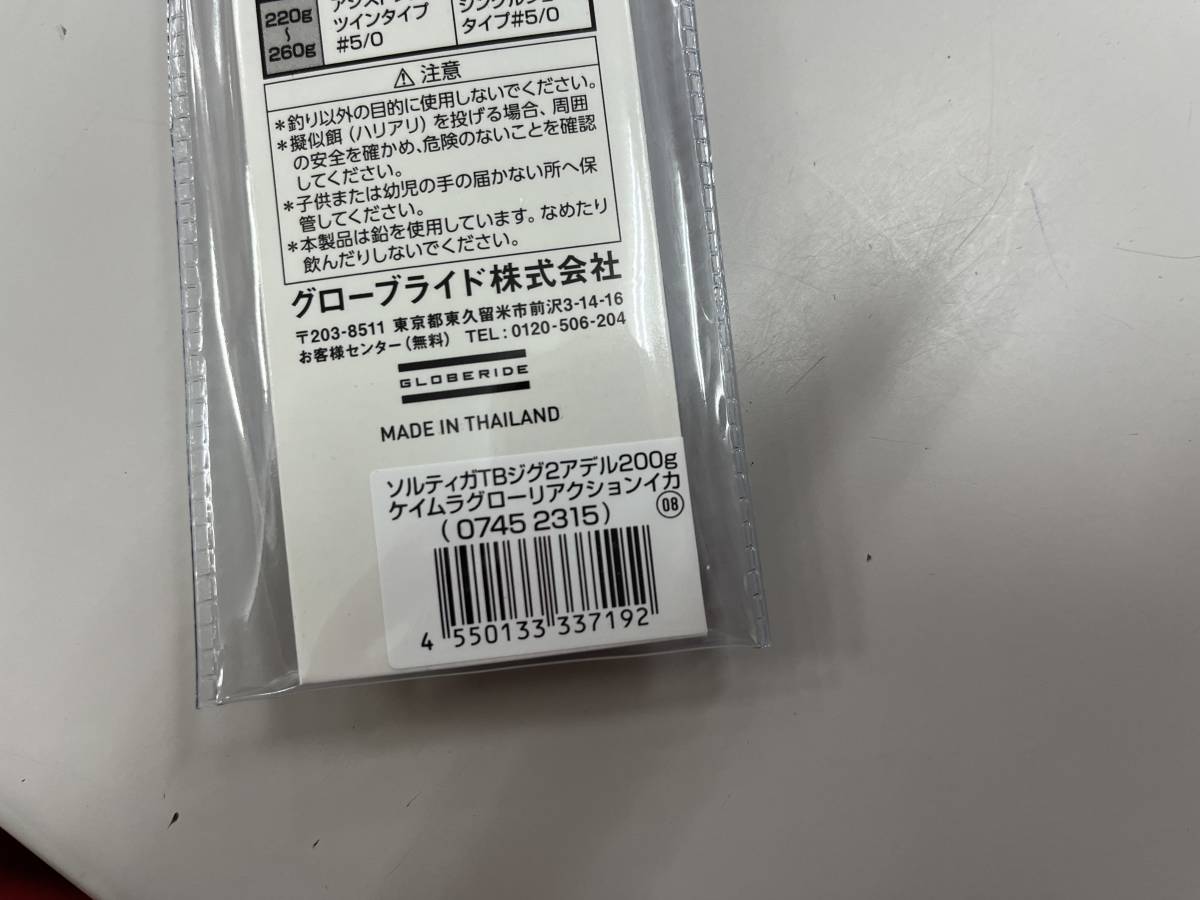 220g
〜
260g
ツインタイプ
#5/0
タイプ#5/0
⚠注意
*釣り以外の目的に使用しないでください。
*擬似餌(ハリアリ)を投げる場合、周囲
の安全を確かめ、危険のないことを確認
してください。
*子供または幼児の手の届かない所へ保
管してください。
*本製品は鉛を使用しています。なめたり
飲んだりしないでください。
グローブライド株式会社
〒203-8511 東京都東久留米市前沢3-14-16
お客様センター(無料) TEL:0120-506-204
GLOBERIDE
MADE IN THAILAND
ソルティガTBジグ2アデル200g
ケイムラグローリアクションイカ
(0745 2315) 08
4 550133 337192